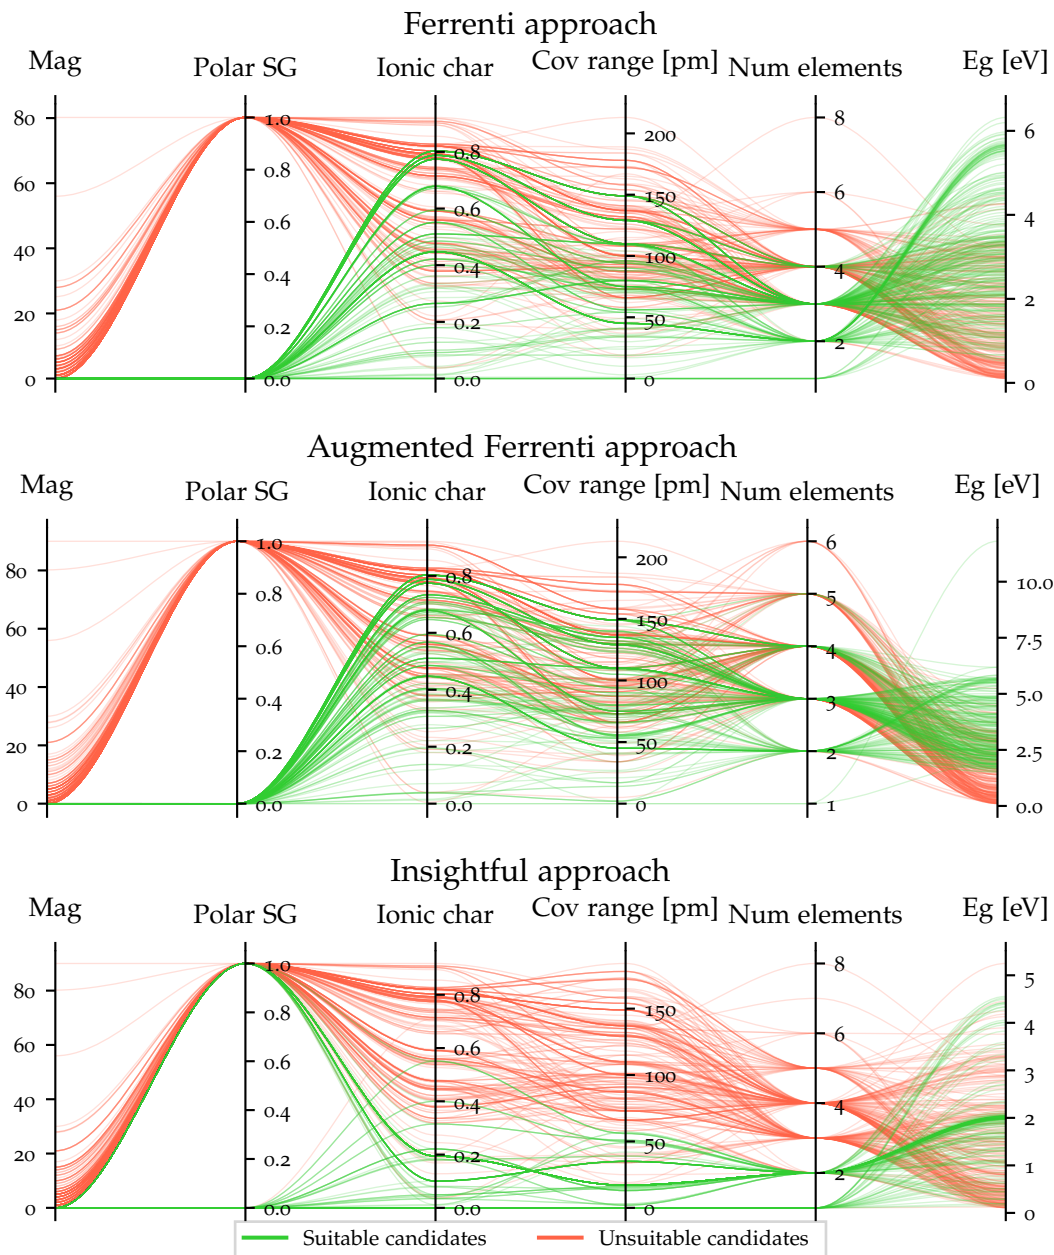 Ferrenti approach
Mag Polar SG Ionic char Cov range [pm] Num elements Eg [eV]
80 1.0 0.8 200 8 6
60 0.8 0.6 150 6 4
40 0.6 0.4 100 4 2
20 0.4 0.2 50 2 0
0 0.2 0.0 0
0.0
Augmented Ferrenti approach
Mag Polar SG Ionic char Cov range [pm] Num elements Eg [eV]
80 1.0 0.8 200 6 10.0
60 0.8 0.6 150 5 7.5
40 0.6 0.4 100 4 5.0
20 0.4 0.2 50 3 2.5
0 0.2 0.0 0 2 0.0
0.0 1
Insightful approach
Mag Polar SG Ionic char Cov range [pm] Num elements Eg [eV]
80 1.0 0.8 150 8 5
60 0.8 0.6 100 6 4
40 0.6 0.4 50 4 3
20 0.4 0.2 0 2 2
0 0.2 0.0 1
0.0 0
Suitable candidates Unsuitable candidates